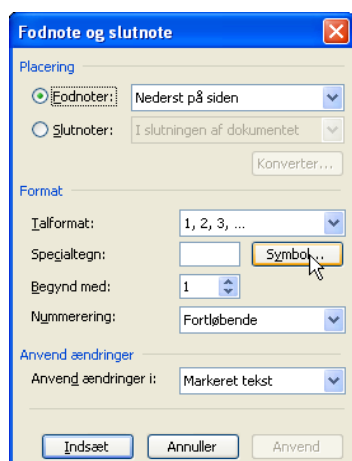 Fodnote og slutnote
Placering
Fodnoter: Nederst på siden
Slutnoter: I slutningen af dokumentet
Konverter...
Format
Talformat: 1, 2, 3, ...
Specialtegn: Symbol...
Begynd med: 1
Nummerering: Fortløbende
Anvend ændringer
Anvend ændringer i: Markeret tekst
Indsæt Annuller Anvend